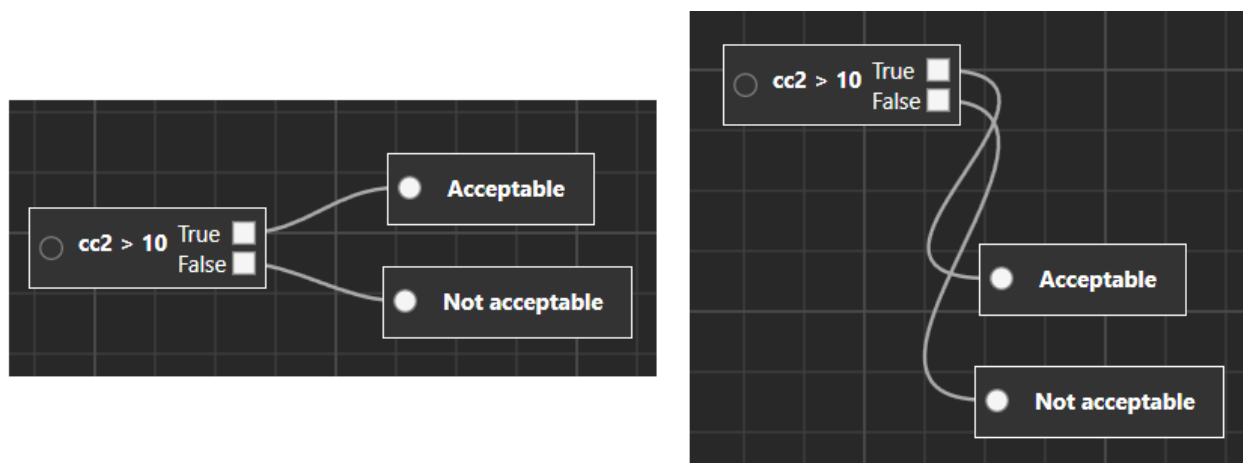 cc2 > 10 True
False
Acceptable
Not acceptable
cc2 > 10 True
False
Acceptable
Not acceptable